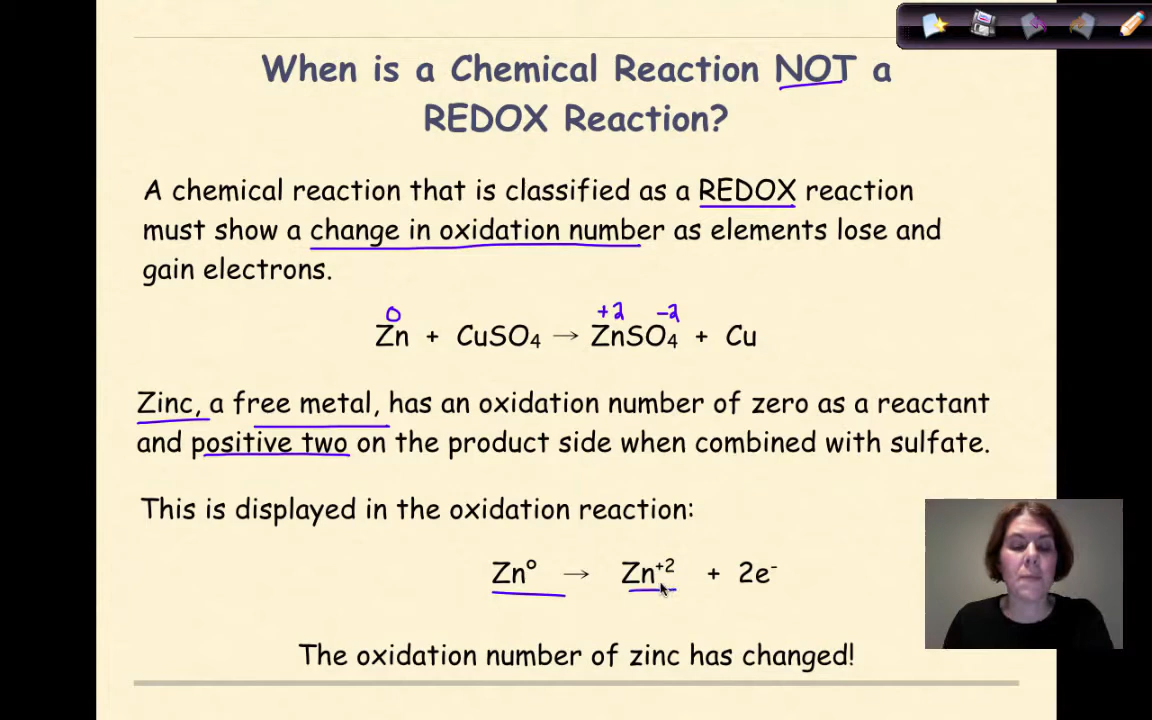 When is a Chemical Reaction NOT a
REDOX Reaction?
A chemical reaction that is classified as a REDOX reaction
must show a change in oxidation number as elements lose and
gain electrons.
0 +2 -2
Zn + CuSO₄ → ZnSO₄ + Cu
Zinc, a free metal, has an oxidation number of zero as a reactant
and positive two on the product side when combined with sulfate.
This is displayed in the oxidation reaction:
Zn° → Zn⁺² + 2e⁻
The oxidation number of zinc has changed!